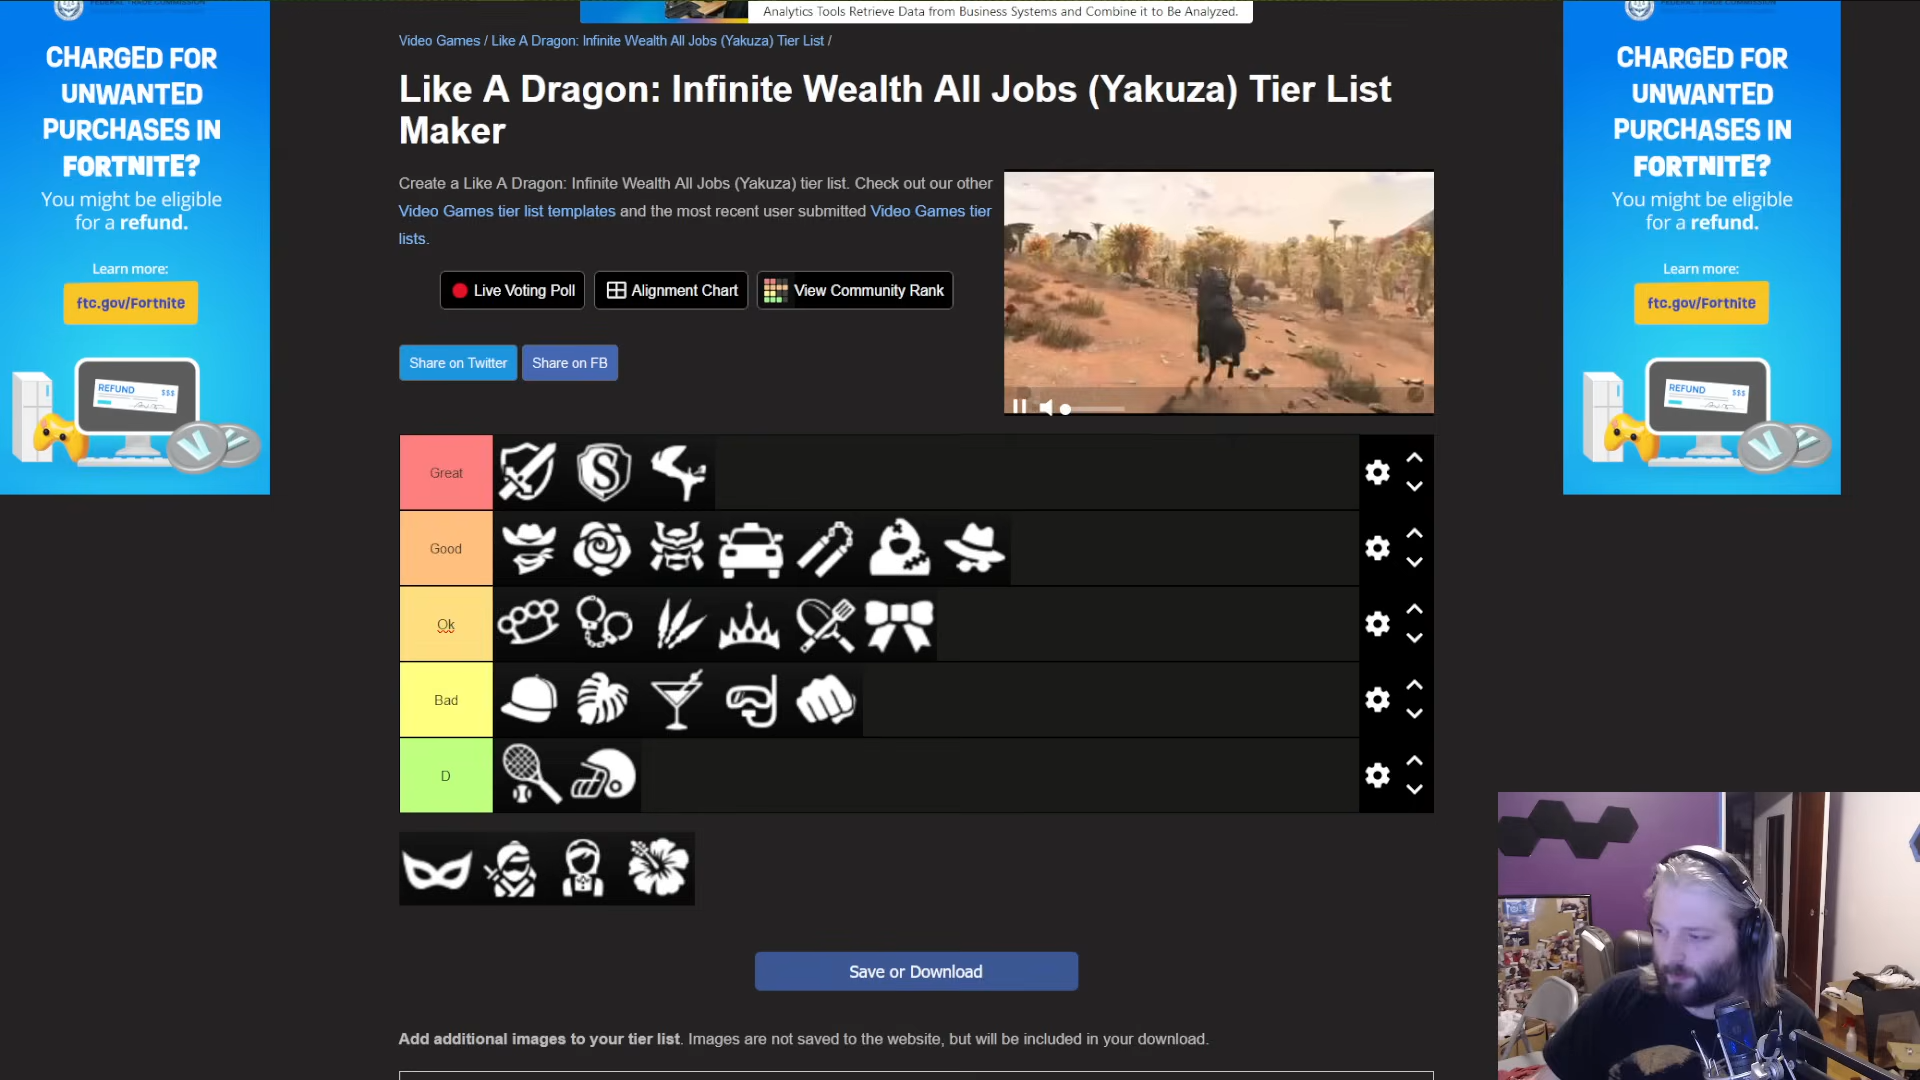 FEDERAL TRADE COMMISSION
CHARGED FOR
UNWANTED
PURCHASES IN
FORTNITE?
You might be eligible
for a refund.
Learn more:
ftc.gov/Fortnite
REFUND
$$$
Analytics Tools Retrieve Data from Business Systems and Combine it to Be Analyzed.
Video Games / Like A Dragon: Infinite Wealth All Jobs (Yakuza) Tier List /
Like A Dragon: Infinite Wealth All Jobs (Yakuza) Tier List
Maker
Create a Like A Dragon: Infinite Wealth All Jobs (Yakuza) tier list. Check out our other
Video Games tier list templates and the most recent user submitted Video Games tier
lists.
Live Voting Poll
Alignment Chart
View Community Rank
Share on Twitter
Share on FB
Great
S
Good
Ok
Bad
D
Save or Download
Add additional images to your tier list. Images are not saved to the website, but will be included in your download.
CHARGED FOR
UNWANTED
PURCHASES IN
FORTNITE?
You might be eligible
for a refund.
Learn more:
ftc.gov/Fortnite
REFUND
$$$